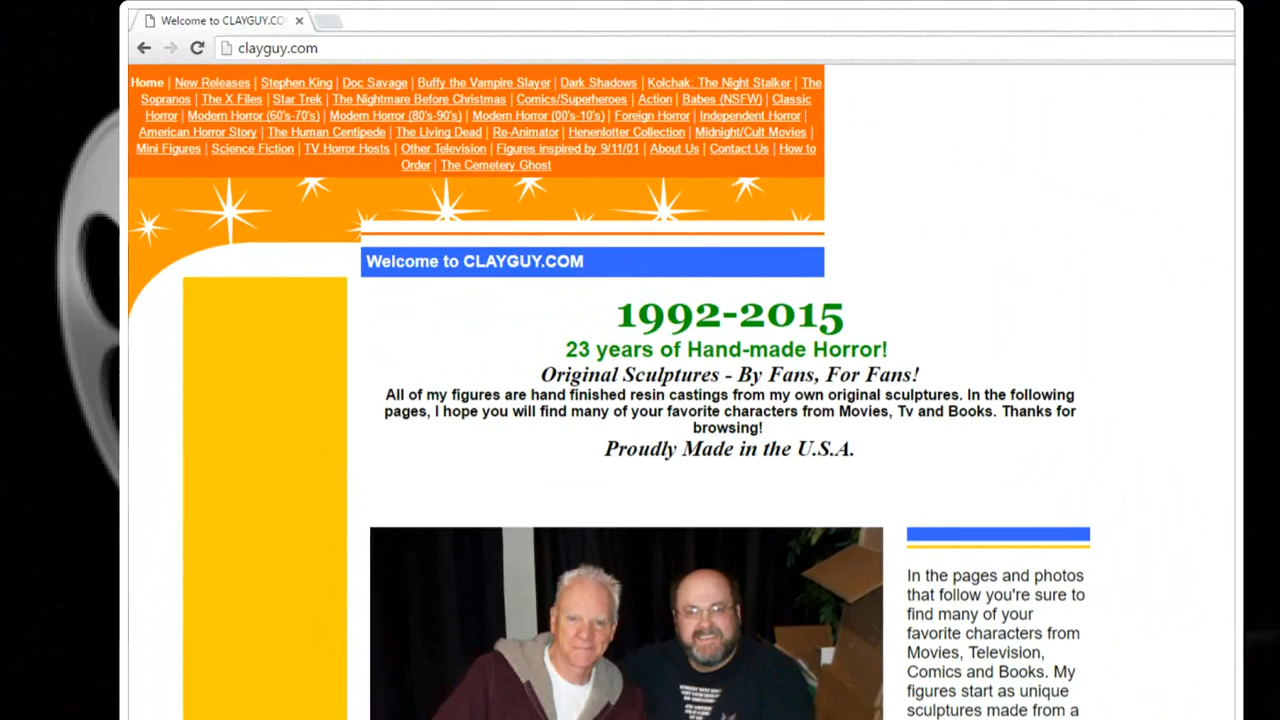 Welcome to CLAYGUY.CO
clayguy.com
Home | New Releases | Stephen King | Doc Savage | Buffy the Vampire Slayer | Dark Shadows | Kolchak: The Night Stalker | The
Sopranos | The X Files | Star Trek | The Nightmare Before Christmas | Comics/Superheroes | Action | Babes (NSFW) | Classic
Horror | Modern Horror (60's-70's) | Modern Horror (80's-90's) | Modern Horror (00's-10's) | Foreign Horror | Independent Horror |
American Horror Story | The Human Centipede | The Living Dead | Re-Animator | Henenlotter Collection | Midnight/Cult Movies |
Mini Figures | Science Fiction | TV Horror Hosts | Other Television | Figures inspired by 9/11/01 | About Us | Contact Us | How to
Order | The Cemetery Ghost
Welcome to CLAYGUY.COM
1992-2015
23 years of Hand-made Horror!
Original Sculptures - By Fans, For Fans!
All of my figures are hand finished resin castings from my own original sculptures. In the following
pages, I hope you will find many of your favorite characters from Movies, Tv and Books. Thanks for
browsing!
Proudly Made in the U.S.A.
In the pages and photos
that follow you're sure to
find many of your
favorite characters from
Movies, Television,
Comics and Books. My
figures start as unique
sculptures made from a